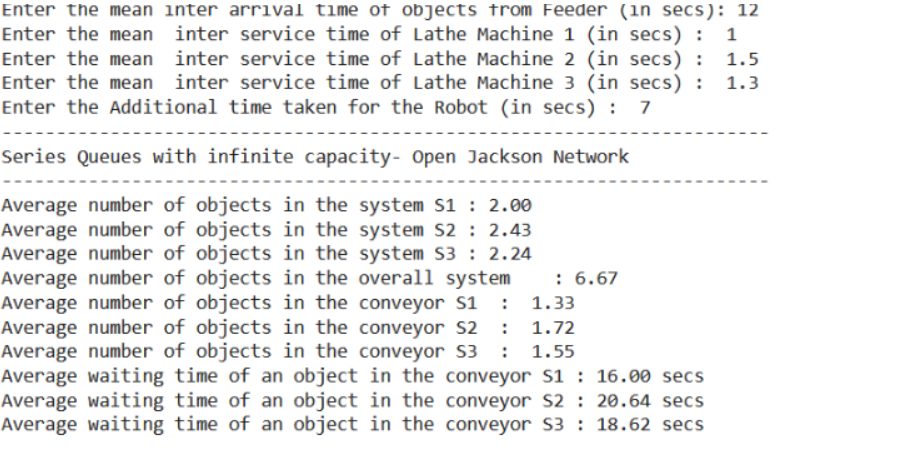 Enter the mean inter arrival time of objects from Feeder (in secs): 12
Enter the mean  inter service time of Lathe Machine 1 (in secs) :  1
Enter the mean  inter service time of Lathe Machine 2 (in secs) :  1.5
Enter the mean  inter service time of Lathe Machine 3 (in secs) :  1.3
Enter the Additional time taken for the Robot (in secs) :  7
-----------------------------------------------------------------------
Series Queues with infinite capacity- Open Jackson Network
-----------------------------------------------------------------------
Average number of objects in the system S1 : 2.00
Average number of objects in the system S2 : 2.43
Average number of objects in the system S3 : 2.24
Average number of objects in the overall system    : 6.67
Average number of objects in the conveyor S1  :  1.33
Average number of objects in the conveyor S2  :  1.72
Average number of objects in the conveyor S3  :  1.55
Average waiting time of an object in the conveyor S1 : 16.00 secs
Average waiting time of an object in the conveyor S2 : 20.64 secs
Average waiting time of an object in the conveyor S3 : 18.62 secs